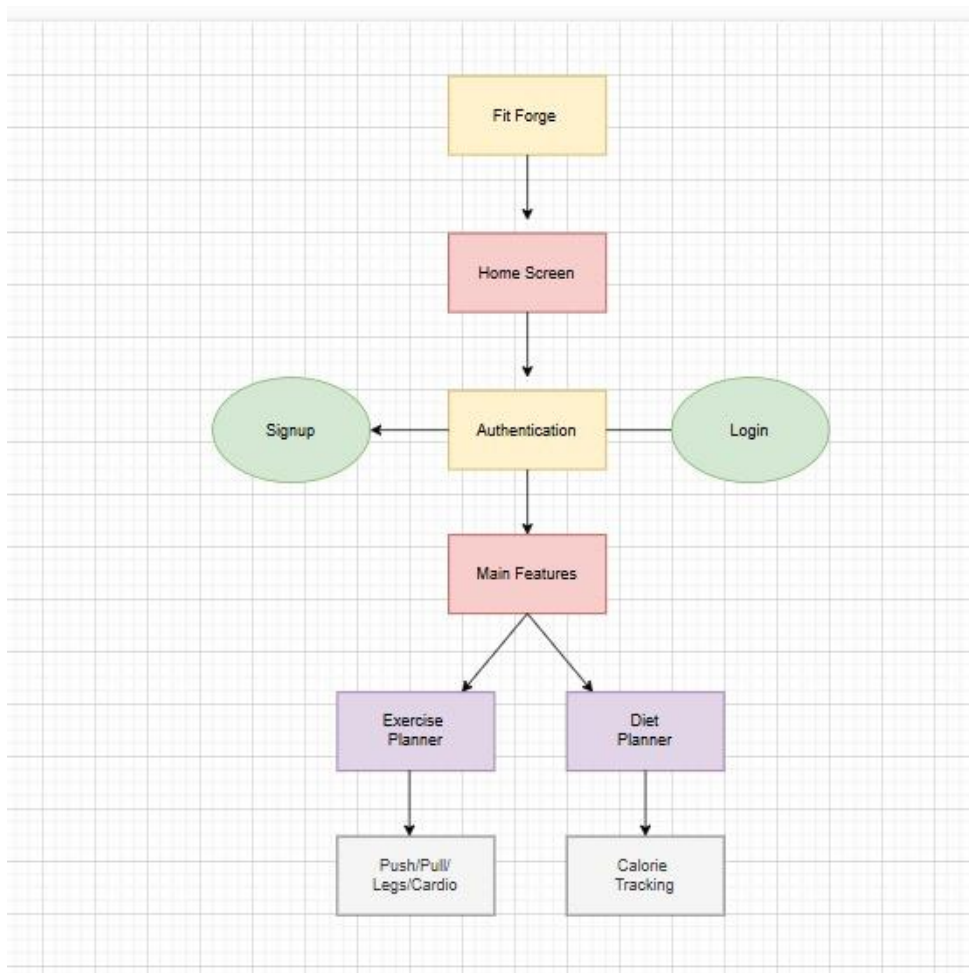 Fit Forge
Home Screen
Signup
Authentication
Login
Main Features
Exercise
Planner
Diet
Planner
Push/Pull/
Legs/Cardio
Calorie
Tracking